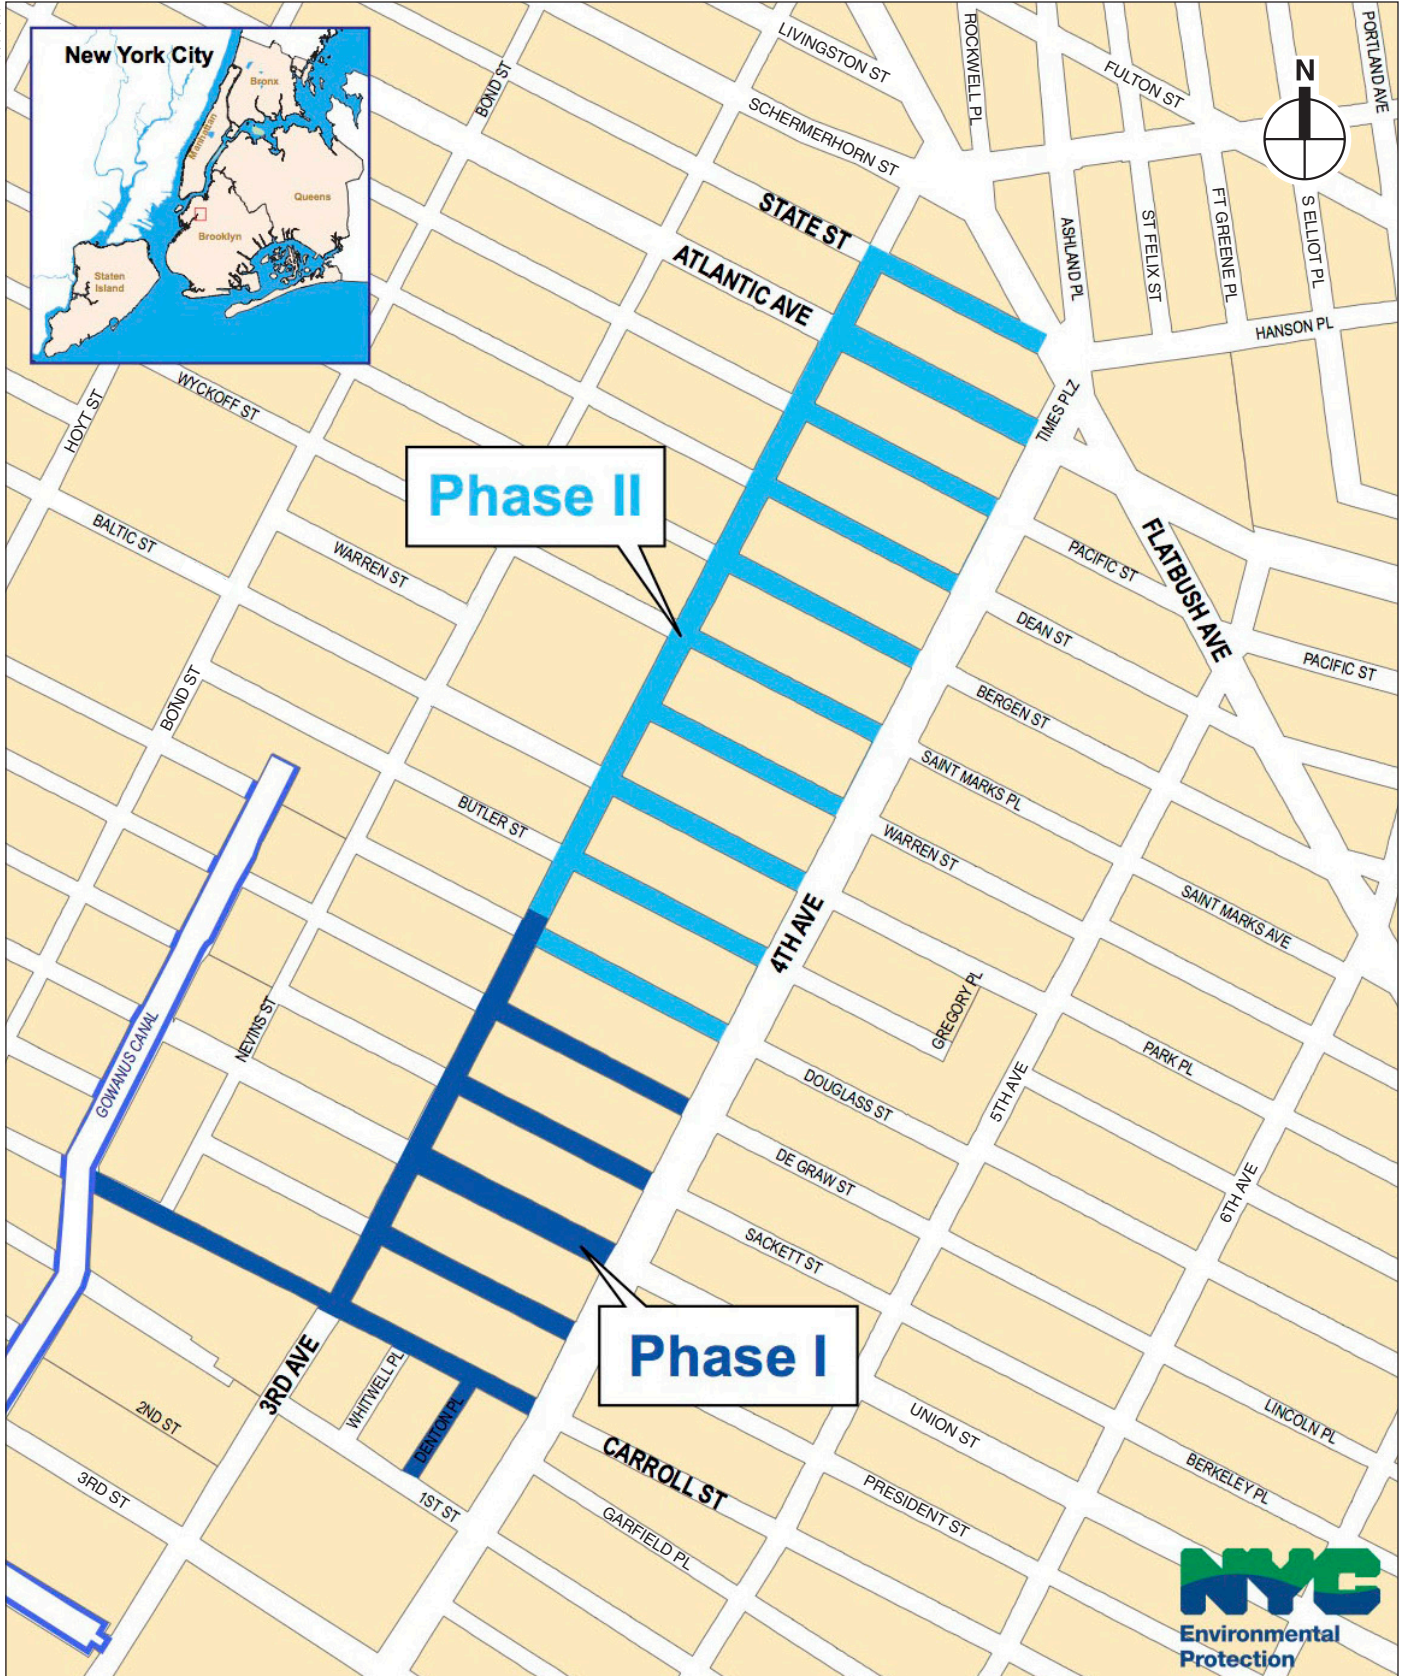 New York City
Bronx
Manhattan
Queens
Brooklyn
Staten
Island
BOND ST
LIVINGSTON ST
ROCKWELL PL
FULTON ST
PORTLAND AVE
N
SCHERMERHORN ST
STATE ST
ATLANTIC AVE
ASHLAND PL
ST FELIX ST
FT GREENE PL
S ELLIOT PL
HANSON PL
WYCKOFF ST
HOYT ST
TIMES PLZ
Phase II
BALTIC ST
WARREN ST
FLATBUSH AVE
PACIFIC ST
DEAN ST
PACIFIC ST
BERGEN ST
BOND ST
SAINT MARKS PL
BUTLER ST
WARREN ST
SAINT MARKS AVE
4TH AVE
GREGORY PL
NEVINS ST
GOWANUS CANAL
PARK PL
5TH AVE
DOUGLASS ST
DE GRAW ST
6TH AVE
SACKETT ST
Phase I
3RD AVE
WHITWELL PL
DENTON PL
2ND ST
3RD ST
1ST ST
CARROLL ST
GARFIELD PL
UNION ST
PRESIDENT ST
LINCOLN PL
BERKELEY PL
NYC
Environmental
Protection